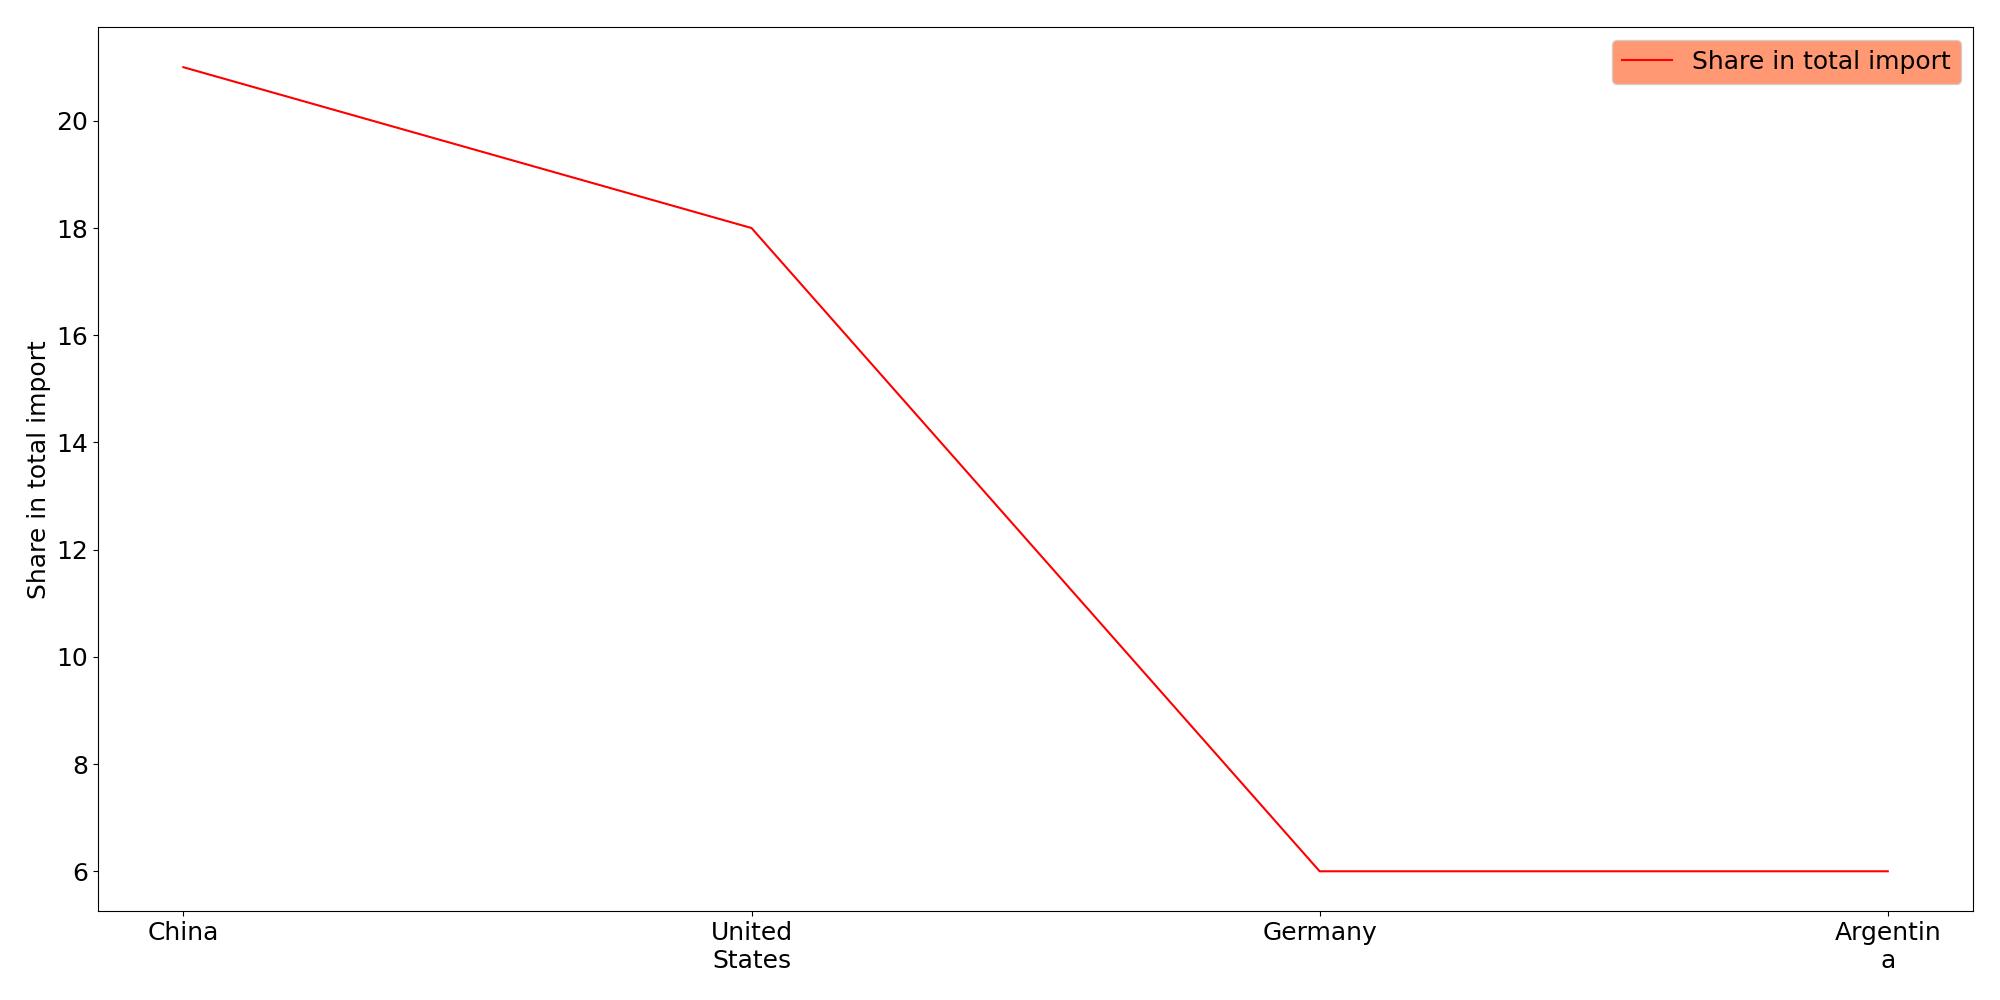 Share in total import
Share in total import
20
18
16
14
12
10
8
6
China
United
States
Germany
Argentin
a